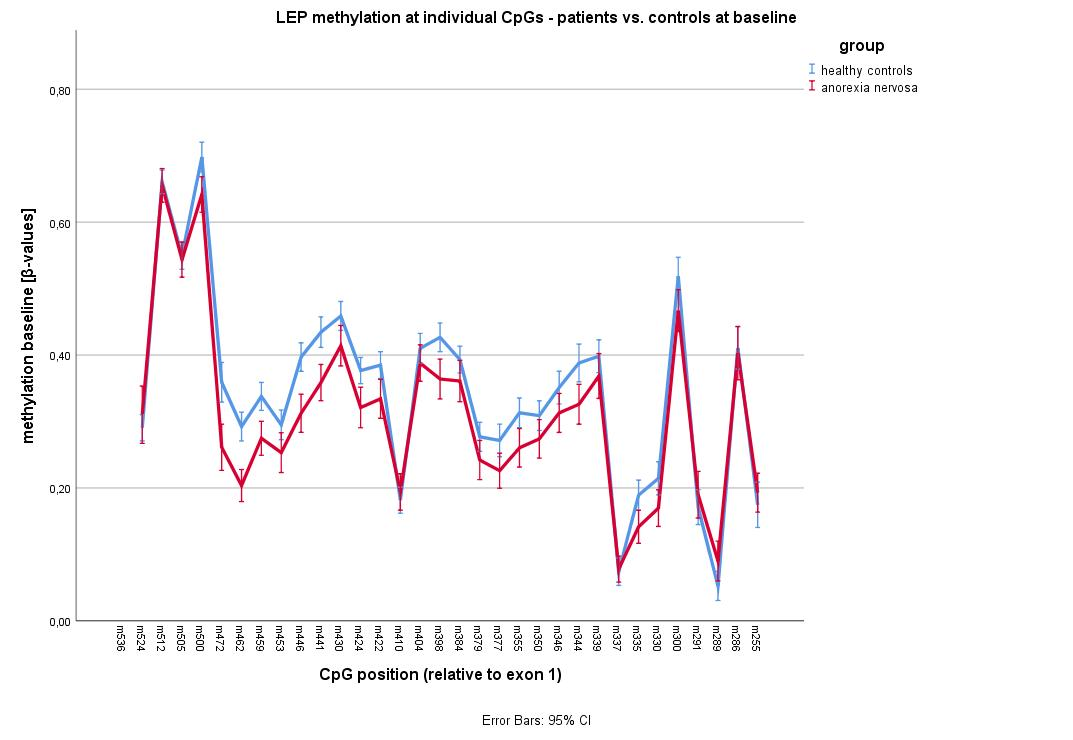 LEP methylation at individual CpGs - patients vs. controls at baseline
group
healthy controls
anorexia nervosa
methylation baseline [β-values]
0,80
0,60
0,40
0,20
0,00
m536
m524
m512
m505
m500
m472
m462
m459
m453
m446
m441
m430
m424
m422
m410
m404
m398
m384
m379
m377
m355
m350
m346
m344
m339
m337
m335
m330
m300
m291
m289
m286
m255
CpG position (relative to exon 1)
Error Bars: 95% CI